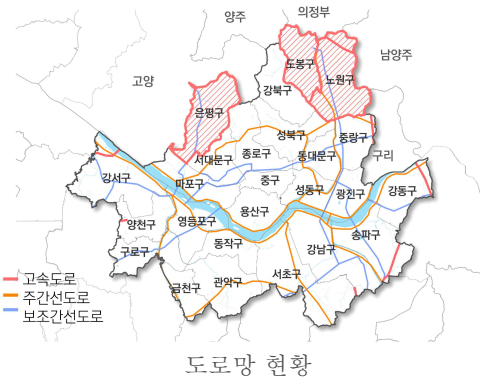 양주
의정부
남양주
고양
도봉구
노원구
강북구
은평구
성북구
중랑구
서대문구
종로구
동대문구
구리
강서구
마포구
중구
성동구
광진구
강동구
양천구
영등포구
용산구
송파구
구로구
동작구
강남구
금천구
관악구
서초구
고속도로
주간선도로
보조간선도로
도로망 현황